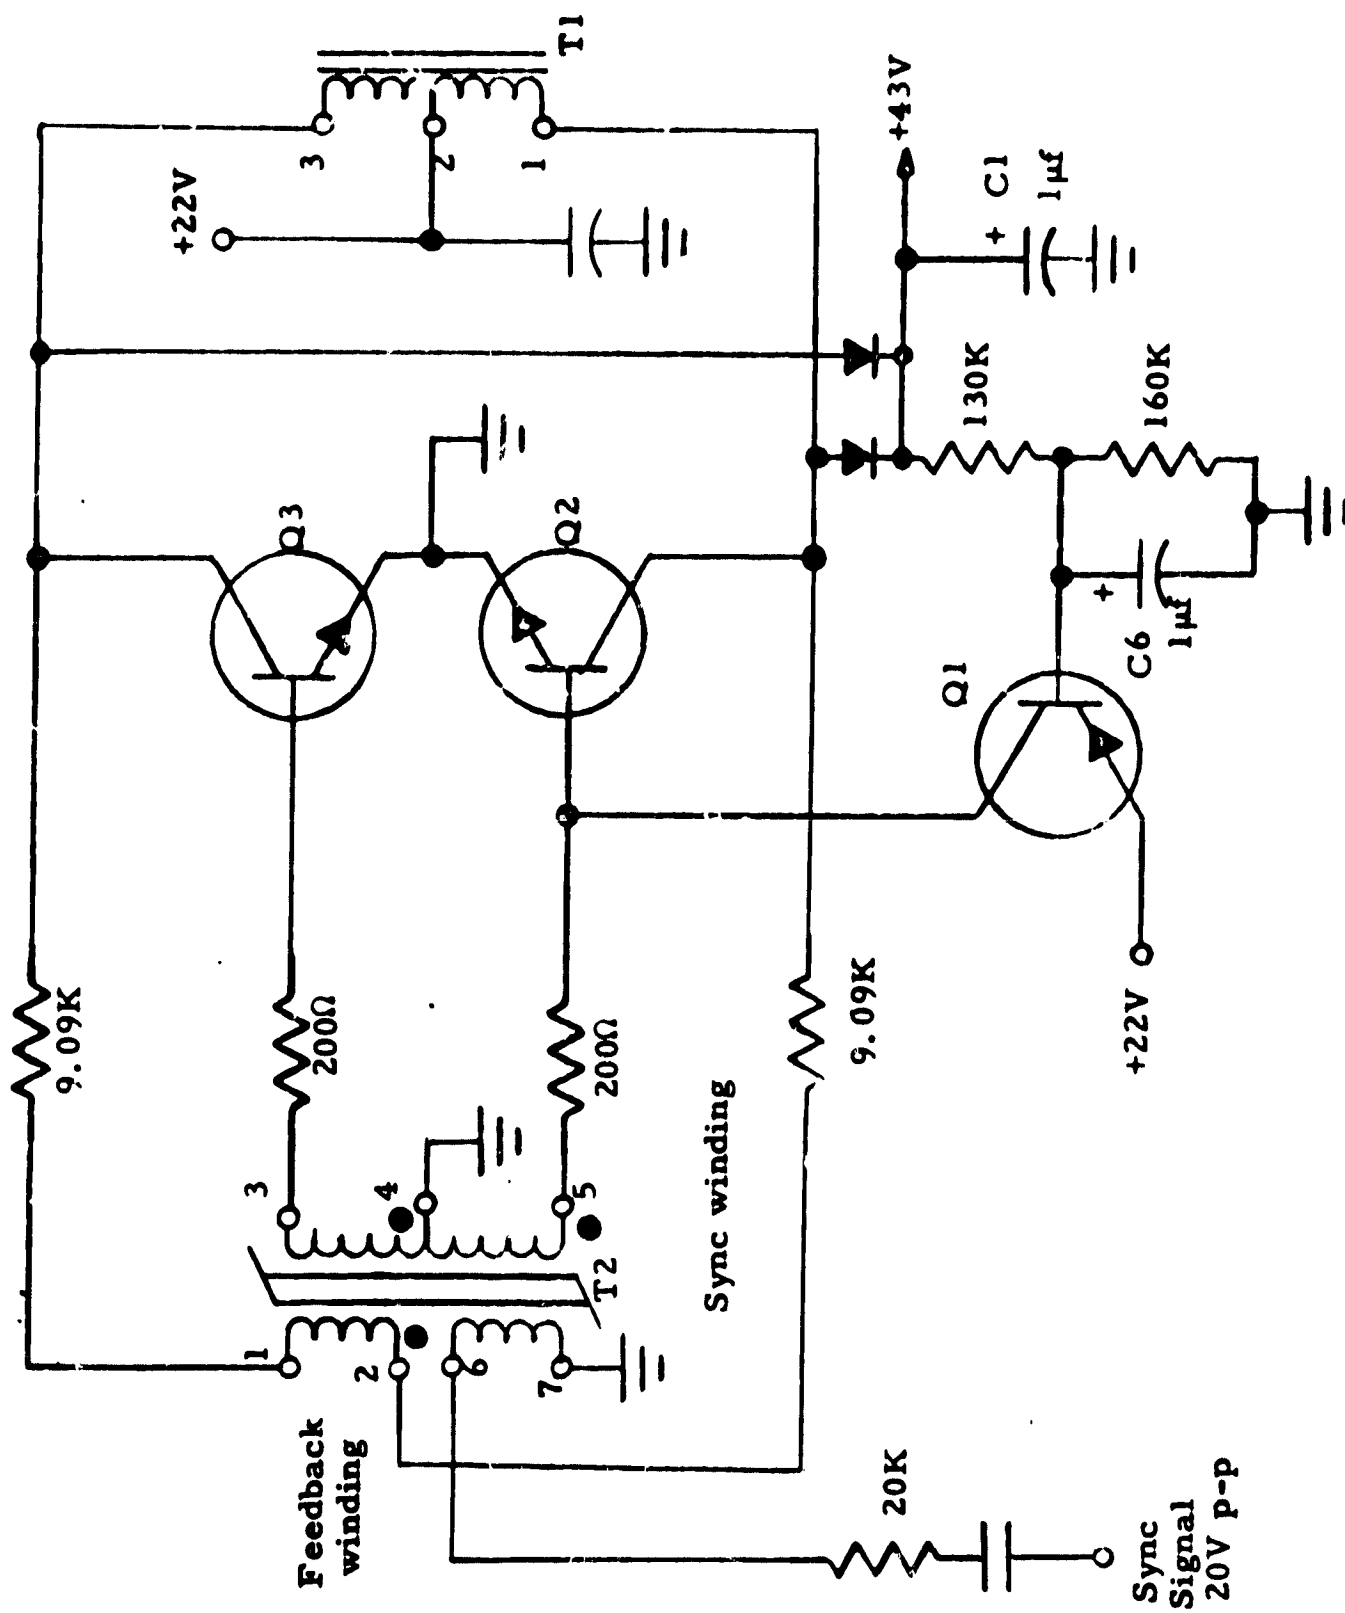 T1
3
2
1
+22V
+43V
C1
+
1µf
130K
160K
Q3
Q2
Q1
+
C6
1µf
9.09K
200Ω
200Ω
9.09K
+22V
3
4
5
T2
1
2
6
7
Sync winding
Feedback
winding
20K
Sync
Signal
20V p-p